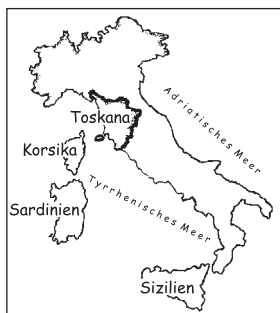 Adriatisches Meer
Toskana
Korsika
Sardinien
Tyrrhenisches Meer
Sizilien